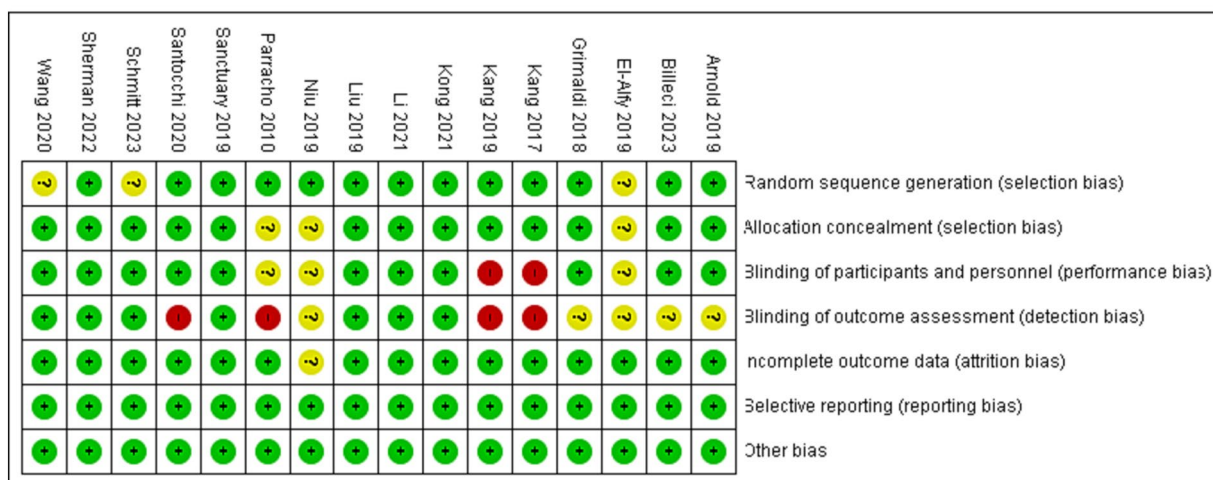 Wang 2020
Sherman 2022
Schmitt 2023
Santocchi 2020
Sanctuary 2019
Parracho 2010
Niu 2019
Liu 2019
Li 2021
Kong 2021
Kang 2019
Kang 2017
Grimaldi 2018
El-Alfy 2019
Billeci 2023
Arnold 2019
? + ? + + + + + + + + + + ? + + Random sequence generation (selection bias)
+ + + + + ? ? + + + + + + ? + + Allocation concealment (selection bias)
+ + + + + ? ? + + + – – + ? + + Blinding of participants and personnel (performance bias)
+ + + – + – ? + + + – – ? ? ? ? Blinding of outcome assessment (detection bias)
+ + + + + + ? + + + + + + + + + Incomplete outcome data (attrition bias)
+ + + + + + + + + + + + + + + + Selective reporting (reporting bias)
+ + + + + + + + + + + + + + + + Other bias